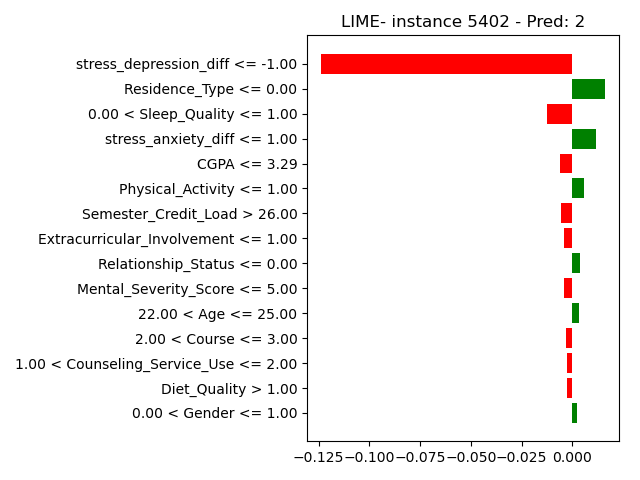 LIME- instance 5402 - Pred: 2
stress_depression_diff <= -1.00
Residence_Type <= 0.00
0.00 < Sleep_Quality <= 1.00
stress_anxiety_diff <= 1.00
CGPA <= 3.29
Physical_Activity <= 1.00
Semester_Credit_Load > 26.00
Extracurricular_Involvement <= 1.00
Relationship_Status <= 0.00
Mental_Severity_Score <= 5.00
22.00 < Age <= 25.00
2.00 < Course <= 3.00
1.00 < Counseling_Service_Use <= 2.00
Diet_Quality > 1.00
0.00 < Gender <= 1.00
−0.125 −0.100 −0.075 −0.050 −0.025 0.000